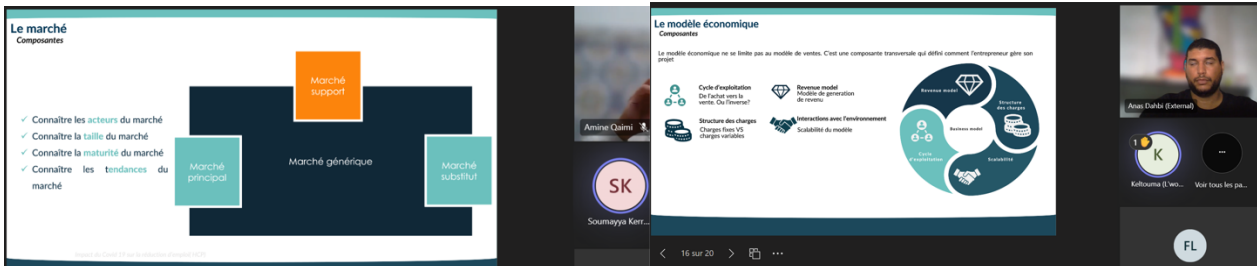 Le marché
Composantes
Marché
support
✓ Connaître les acteurs du marché
✓ Connaître la taille du marché
✓ Connaître la maturité du marché
✓ Connaître les tendances du
marché
Marché
principal
Marché générique
Marché
substitut
Amine Qaimi
SK
Soumayya Kerr...
Le modèle économique
Composantes
Le modèle économique ne se limite pas au modèle de ventes. C'est une composante transversale qui défini comment l'entrepreneur gère son
projet
Cycle d'exploitation
De l'achat vers la
vente. Ou l'inverse?
Revenue model
Modèle de generation
de revenu
Structure des charges
Charges fixes VS
charges variables
Interactions avec l'environnement
Scalabilité du modèle
Revenue model
Structure
des charges
Business model
Cycle
d'exploitation
Scalabilité
16 sur 20
Anas Dahbi (External)
1
K
Keltouma (L'wo...
Voir tous les pa...
FL